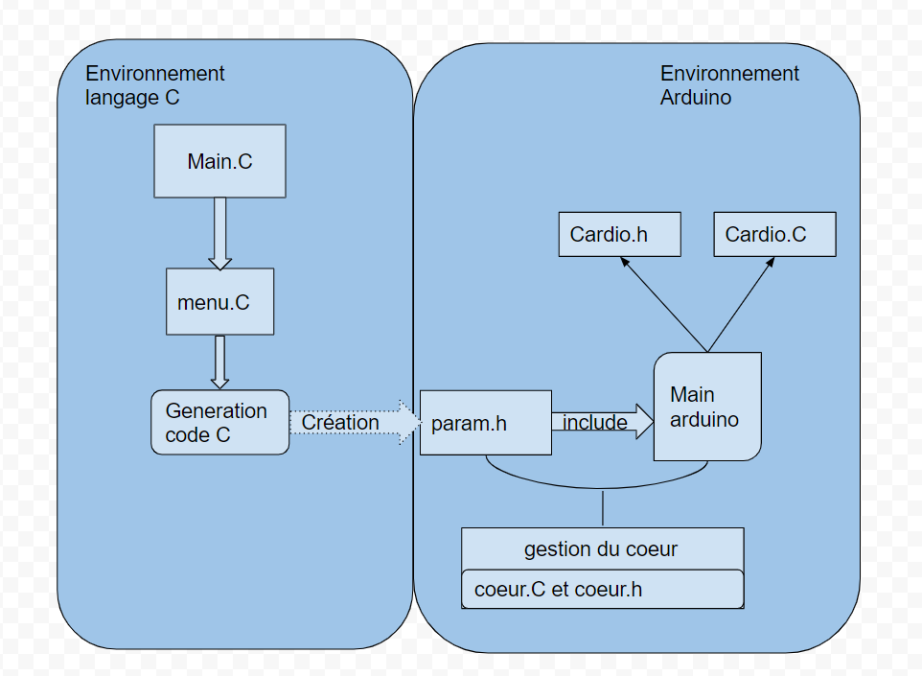 Environnement
langage C
Main.C
menu.C
Generation
code C
Création
Environnement
Arduino
Cardio.h
Cardio.C
param.h
include
Main
arduino
gestion du coeur
coeur.C et coeur.h